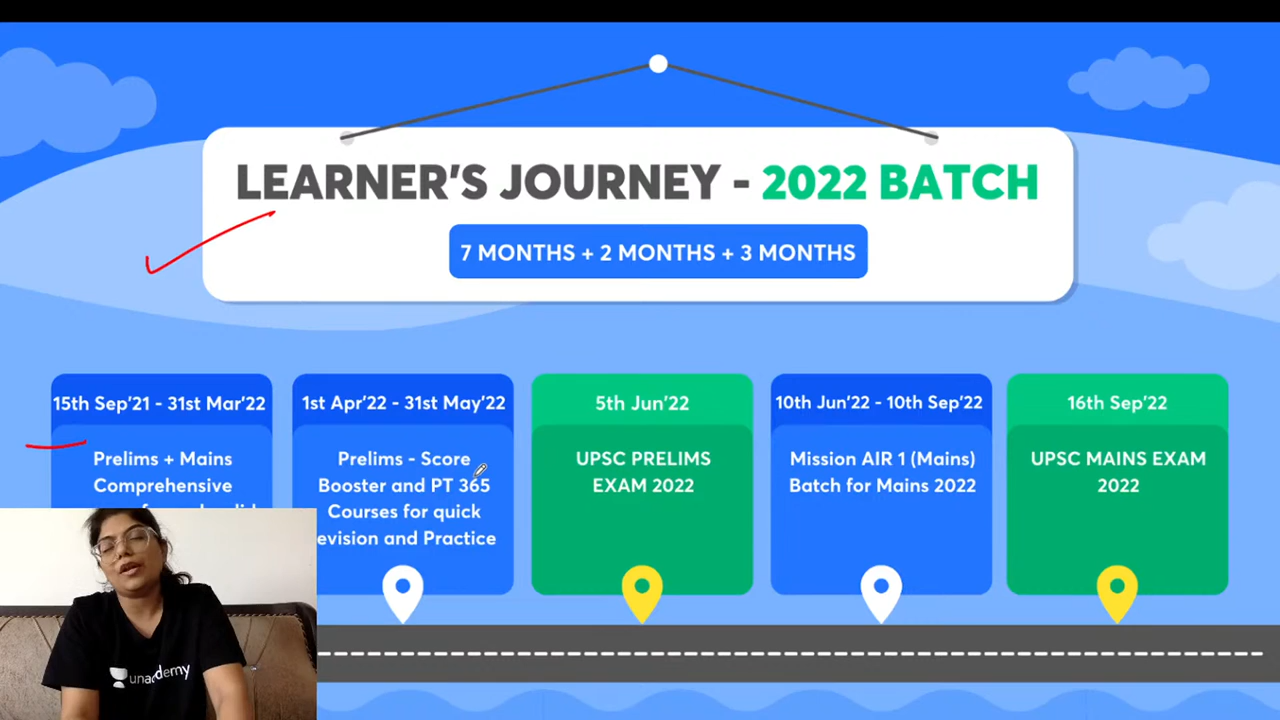 LEARNER'S JOURNEY - 2022 BATCH
7 MONTHS + 2 MONTHS + 3 MONTHS
15th Sep'21 - 31st Mar'22
Prelims + Mains
Comprehensive
1st Apr'22 - 31st May'22
Prelims - Score
Booster and PT 365
Courses for quick
evision and Practice
5th Jun'22
UPSC PRELIMS
EXAM 2022
10th Jun'22 - 10th Sep'22
Mission AIR 1 (Mains)
Batch for Mains 2022
16th Sep'22
UPSC MAINS EXAM
2022
unacademy